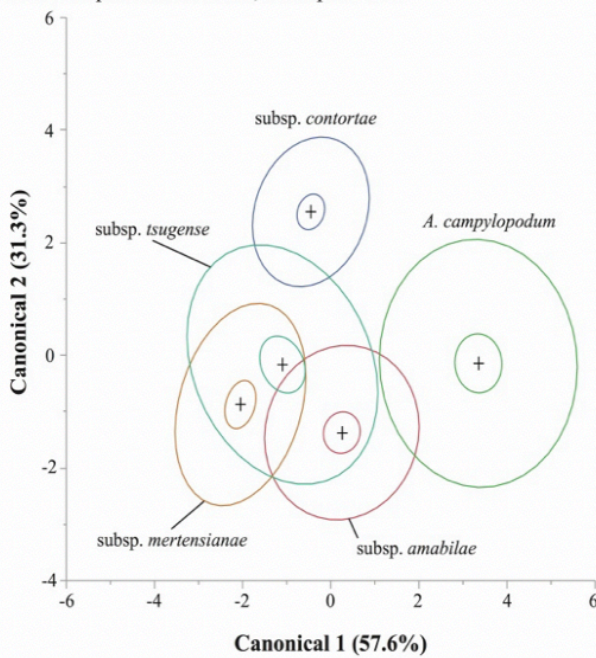 6
subsp. contortae
4
A. campylopodum
subsp. tsugense
2
Canonical 2 (31.3%)
0
-2
subsp. mertensianae
subsp. amabilae
-4
-6 -4 -2 0 2 4 6
Canonical 1 (57.6%)